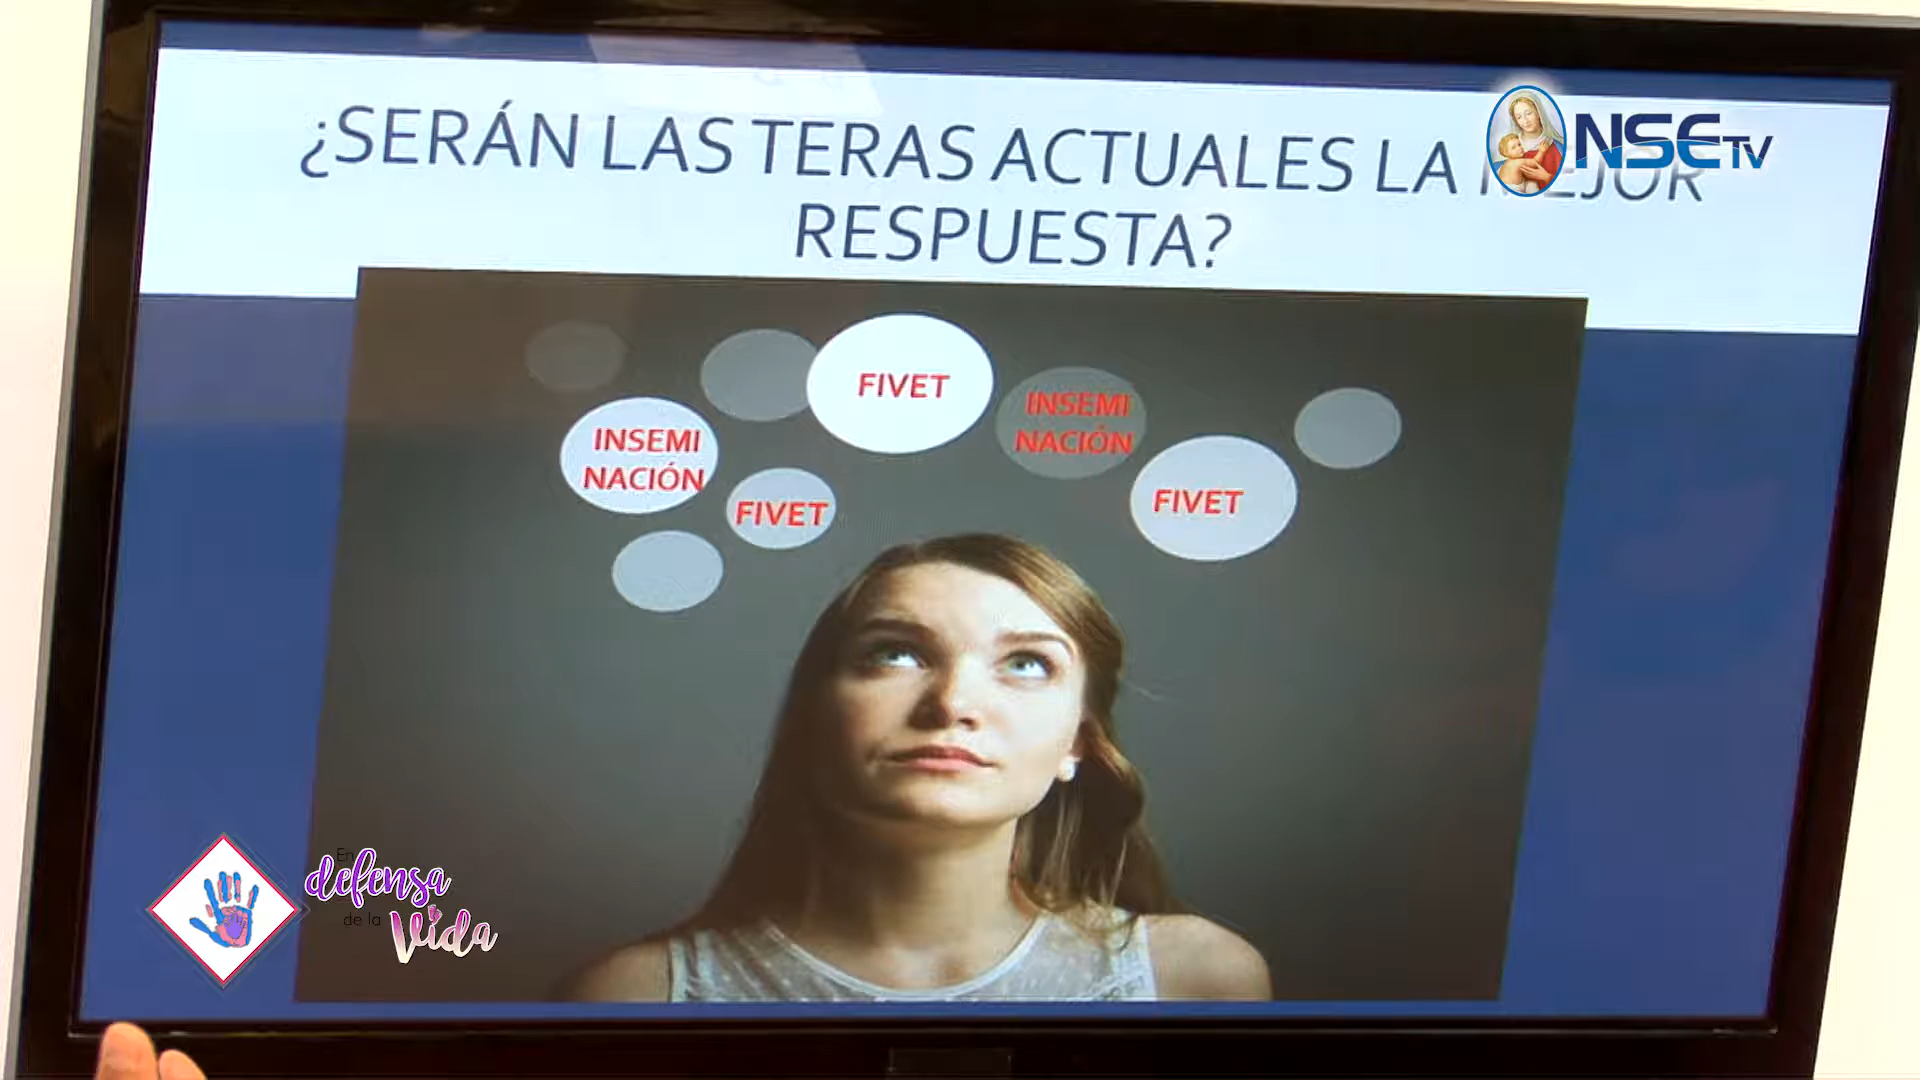 ¿SERÁN LAS TERAS ACTUALES LA MEJOR
RESPUESTA?
NSETV
FIVET
INSEMI
NACIÓN
INSEMI
NACIÓN
FIVET
FIVET
En
defensa
de la
Vida